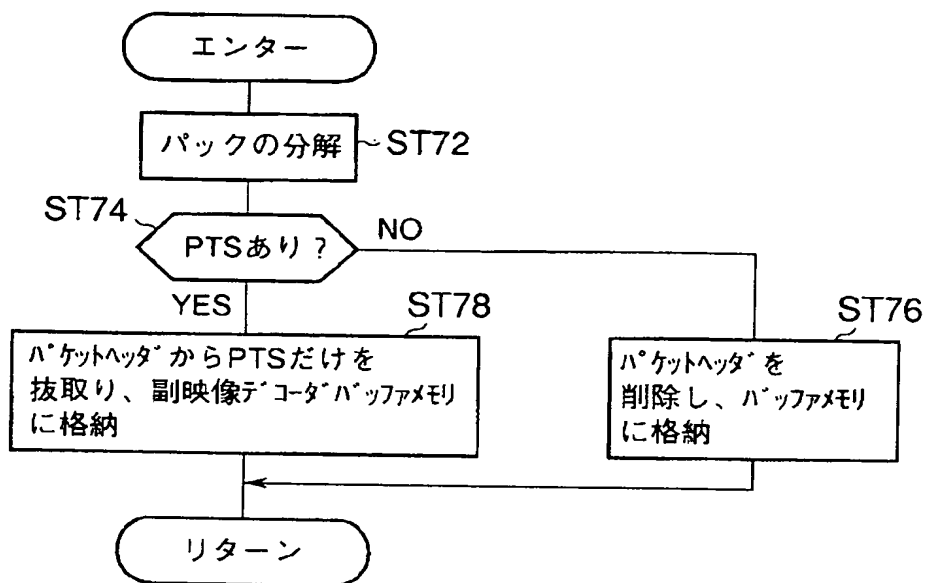 エンター
パックの分解
ST72
ST74
PTSあり?
NO
YES
ST78
ST76
パケットヘッダからPTSだけを
抜取り、副映像デコーダバッファメモリ
に格納
パケットヘッダを
削除し、バッファメモリ
に格納
リターン